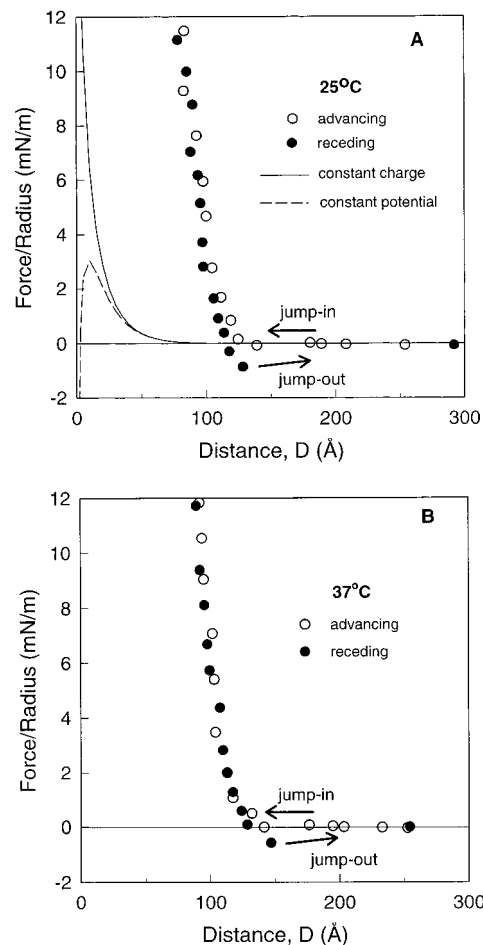 12
10
8
6
4
2
0
-2
Force/Radius (mN/m)
A
25°C
advancing
receding
constant charge
constant potential
jump-in
jump-out
0
100
200
300
Distance, D (Å)
12
10
8
6
4
2
0
-2
Force/Radius (mN/m)
B
37°C
advancing
receding
jump-in
jump-out
0
100
200
300
Distance, D (Å)